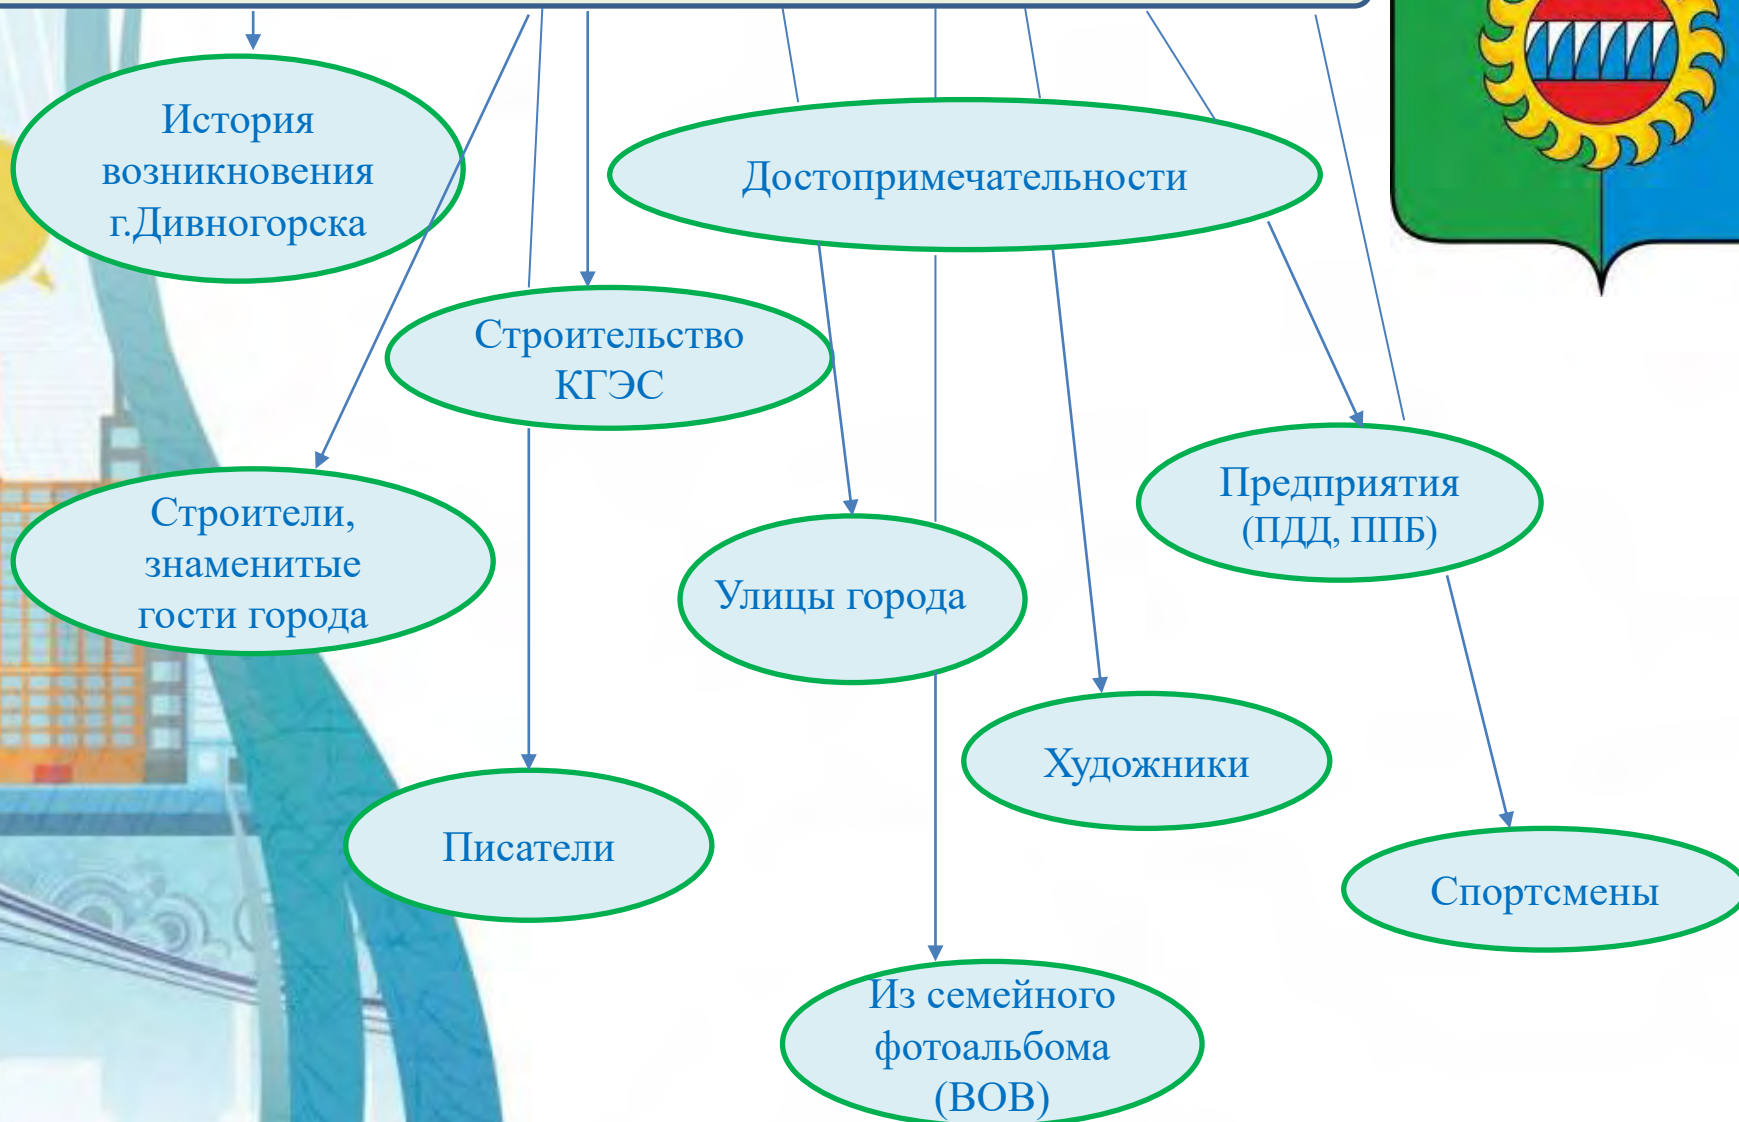 История
возникновения
г.Дивногорска
Достопримечательности
Строительство
КГЭС
Строители,
знаменитые
гости города
Предприятия
(ПДД, ППБ)
Улицы города
Художники
Писатели
Спортсмены
Из семейного
фотоальбома
(ВОВ)